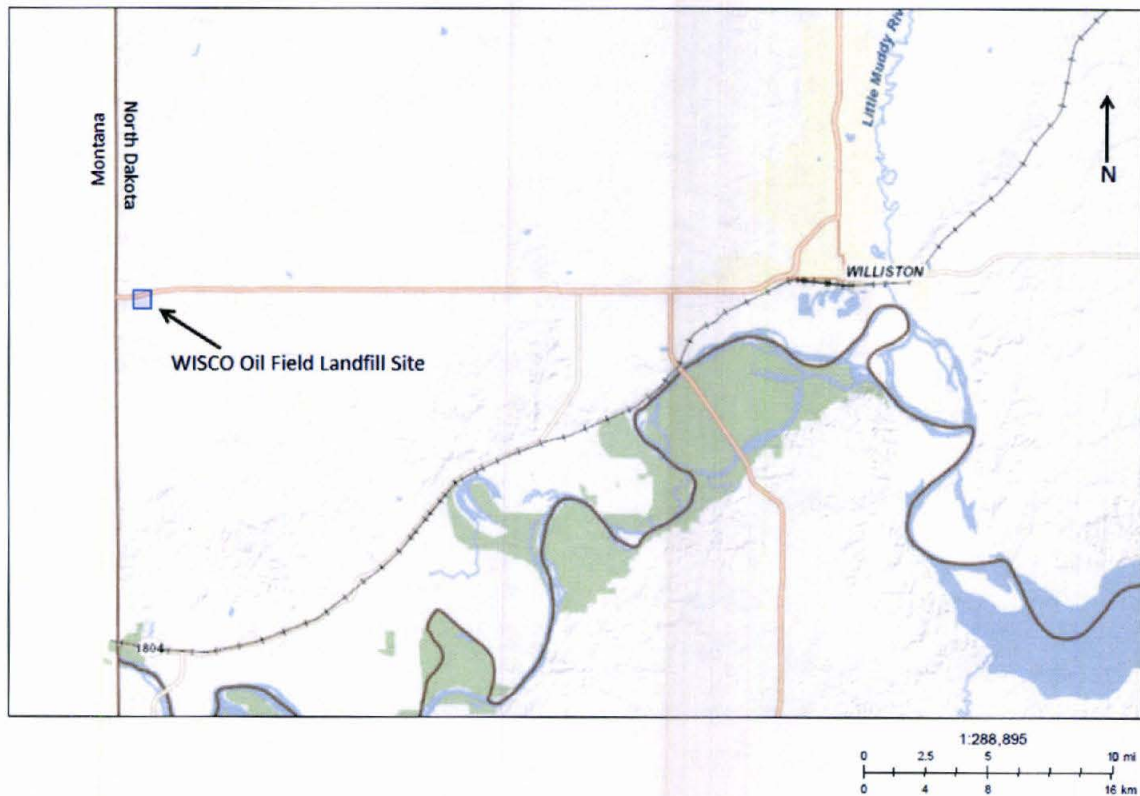 Little Muddy Riv
Montana
North Dakota
N
WILLISTON
WISCO Oil Field Landfill Site
1804
1:288,895
0 2.5 5 10 mi
0 4 8 16 km